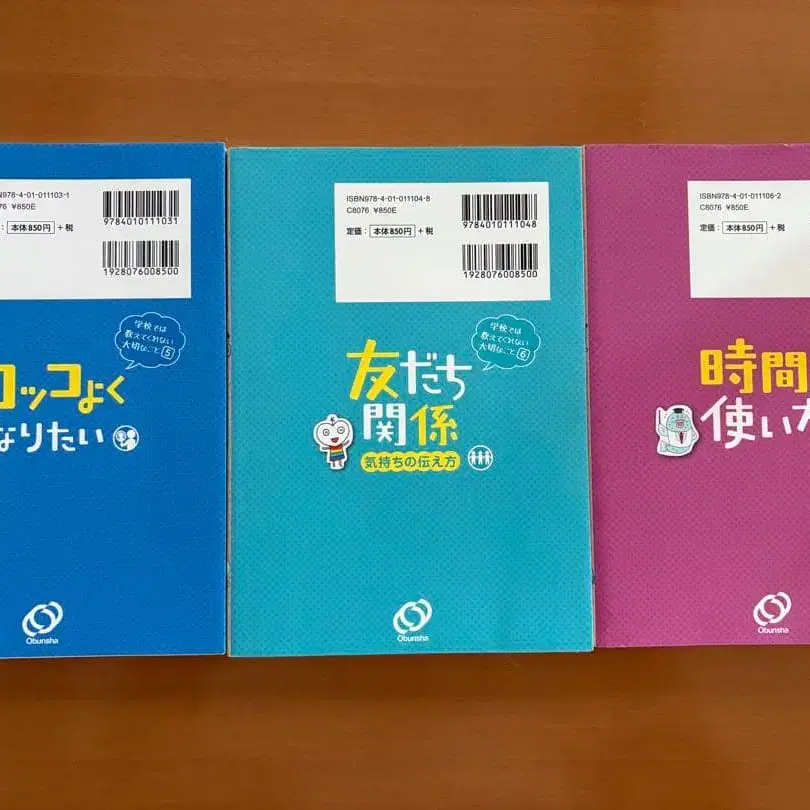 N978-4-01-011103-1
76 ¥850E
: 本体850円 +税
9784010111031
1928076008500
学校では
教えてくれない
大切なこと 5
ロッコよく
なりたい
Obunsha
ISBN978-4-01-011104-8
C8076 ¥850E
定価: 本体850円 +税
9784010111048
1928076008500
学校では
教えてくれない
大切なこと 6
友だち
関係
気持ちの伝え方
Obunsha
ISBN978-4-01-011106-2
C8076 ¥850E
定価: 本体850円 +税
時間
使い方
Obunsha